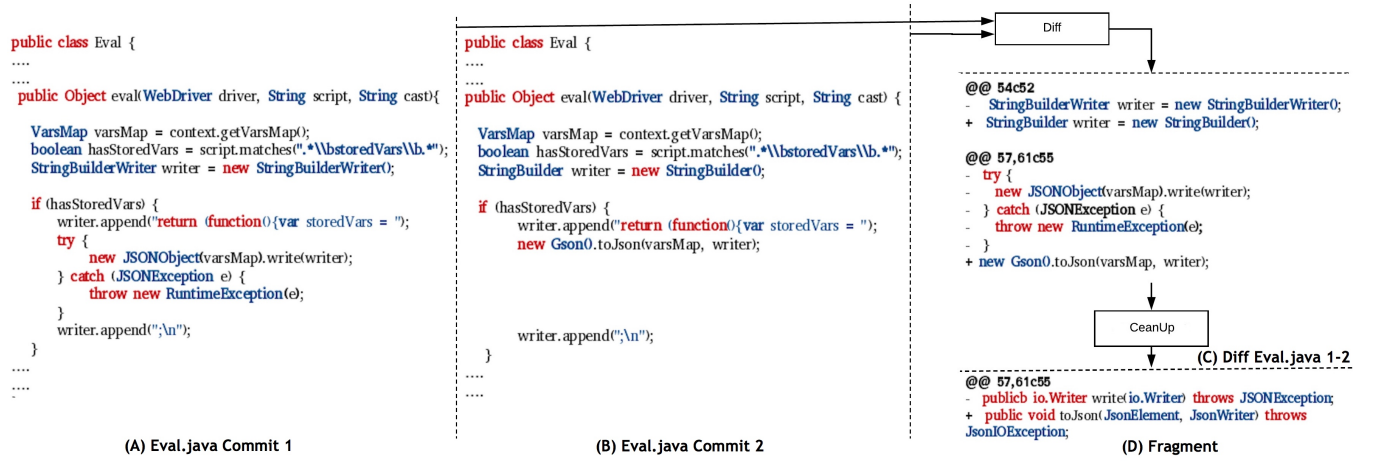 public class Eval {
....
....
public Object eval(WebDriver driver, String script, String cast){
VarsMap varsMap = context.getVarsMap();
boolean hasStoredVars = script.matches(".*\\bstoredVars\\b.*");
StringBuilderWriter writer = new StringBuilderWriter();
if (hasStoredVars) {
writer.append("return (function(){var storedVars = ");
try {
new JSONObject(varsMap).write(writer);
} catch (JSONException e) {
throw new RuntimeException(e);
}
writer.append(";\n");
}
....
....
(A) Eval.java Commit 1
public class Eval {
....
....
public Object eval(WebDriver driver, String script, String cast) {
VarsMap varsMap = context.getVarsMap();
boolean hasStoredVars = script.matches(".*\\bstoredVars\\b.*");
StringBuilder writer = new StringBuilder();
if (hasStoredVars) {
writer.append("return (function(){var storedVars = ");
new Gson().toJson(varsMap, writer);
writer.append(";\n");
}
....
....
(B) Eval.java Commit 2
Diff
@@ 54c52
- StringBuilderWriter writer = new StringBuilderWriter();
+ StringBuilder writer = new StringBuilder();
@@ 57,61c55
- try {
- new JSONObject(varsMap).write(writer);
- } catch (JSONException e) {
- throw new RuntimeException(e);
- }
+ new Gson().toJson(varsMap, writer);
CeanUp
(C) Diff Eval.java 1-2
@@ 57,61c55
- publicb io.Writer write(io.Writer) throws JSONException;
+ public void toJson(JsonElement, JsonWriter) throws
JsonIOException;
(D) Fragment